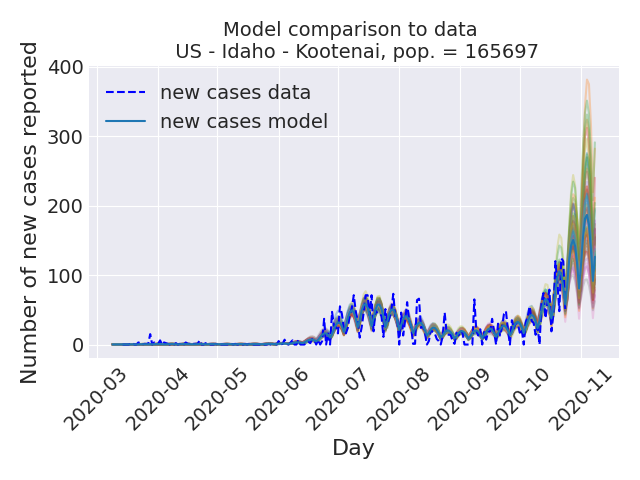 Model comparison to data
US - Idaho - Kootenai, pop. = 165697
Number of new cases reported
400
300
200
100
0
new cases data
new cases model
2020-03
2020-04
2020-05
2020-06
2020-07
2020-08
2020-09
2020-10
2020-11
Day